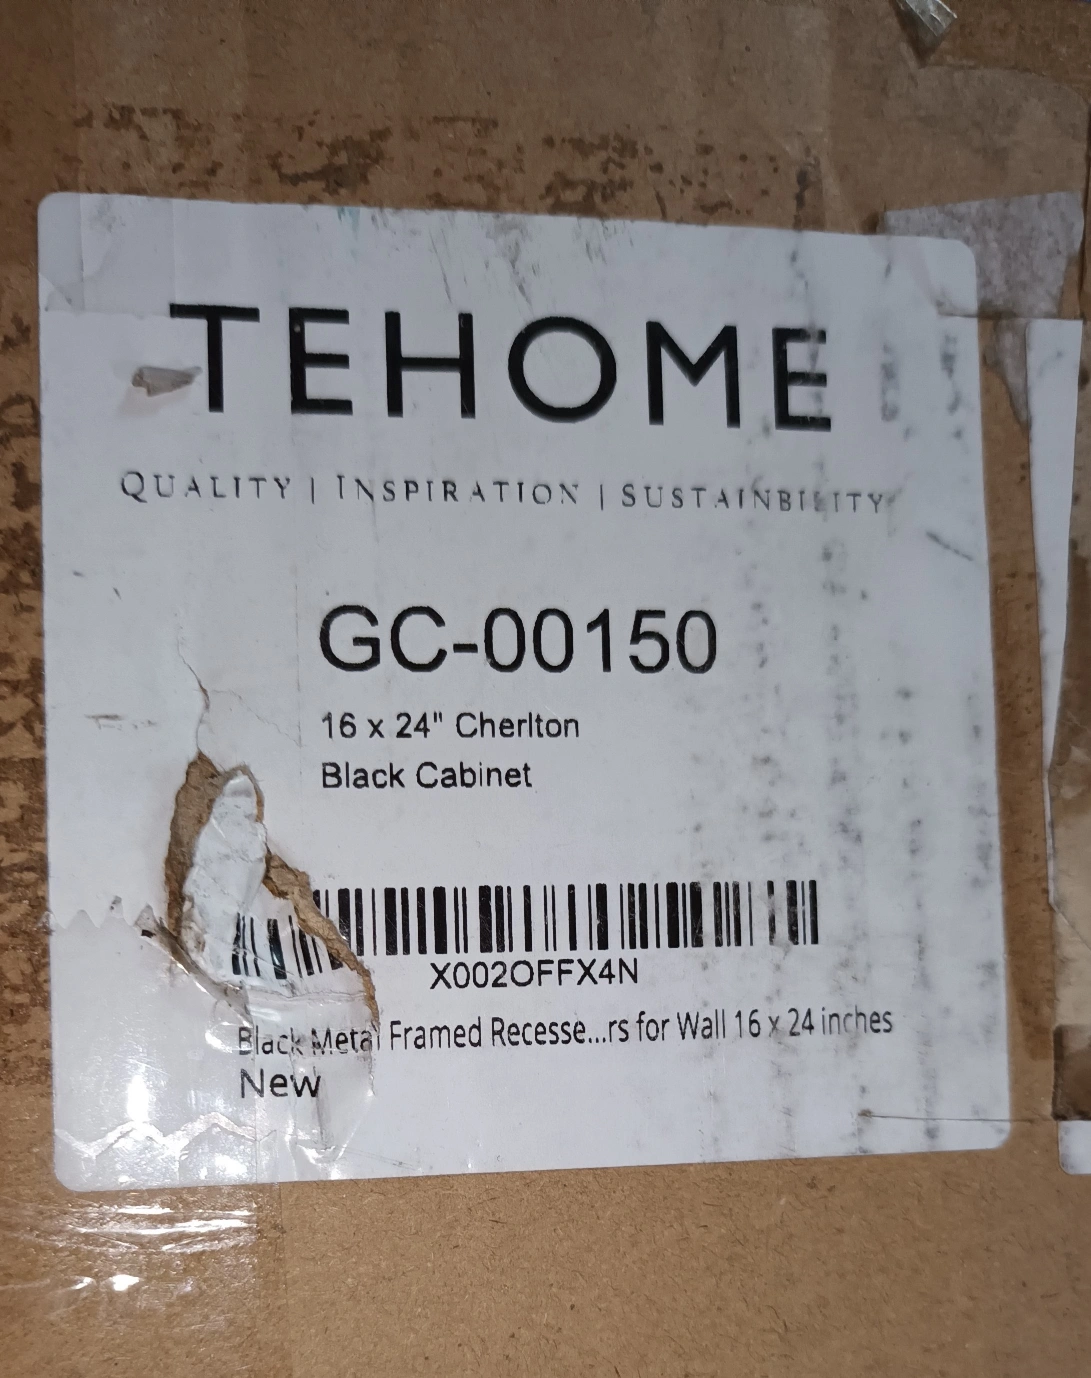 TEHOME
QUALITY | INSPIRATION | SUSTAINBILITY
GC-00150
16 x 24" Cherlton
Black Cabinet
X002OFFX4N
Black Metal Framed Recesse...rs for Wall 16 x 24 inches
New